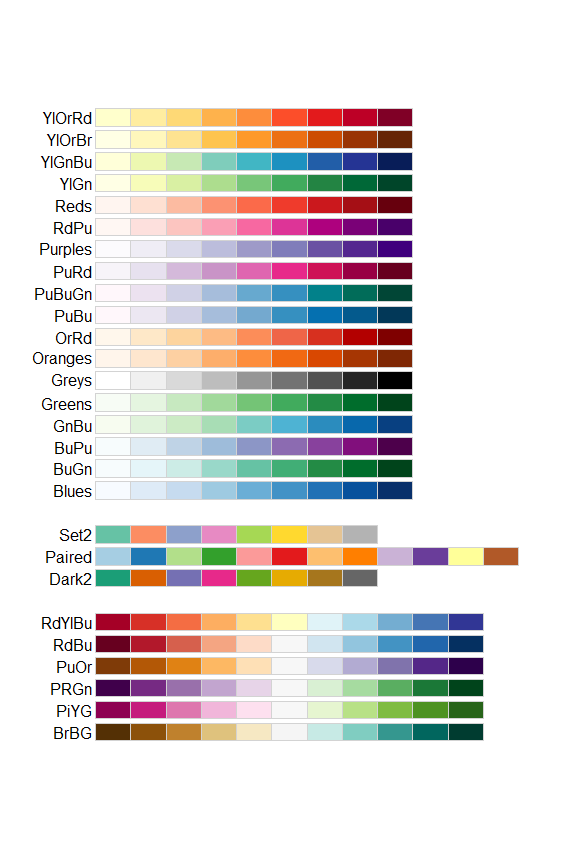 YlOrRd
YlOrBr
YlGnBu
YlGn
Reds
RdPu
Purples
PuRd
PuBuGn
PuBu
OrRd
Oranges
Greys
Greens
GnBu
BuPu
BuGn
Blues
Set2
Paired
Dark2
RdYlBu
RdBu
PuOr
PRGn
PiYG
BrBG